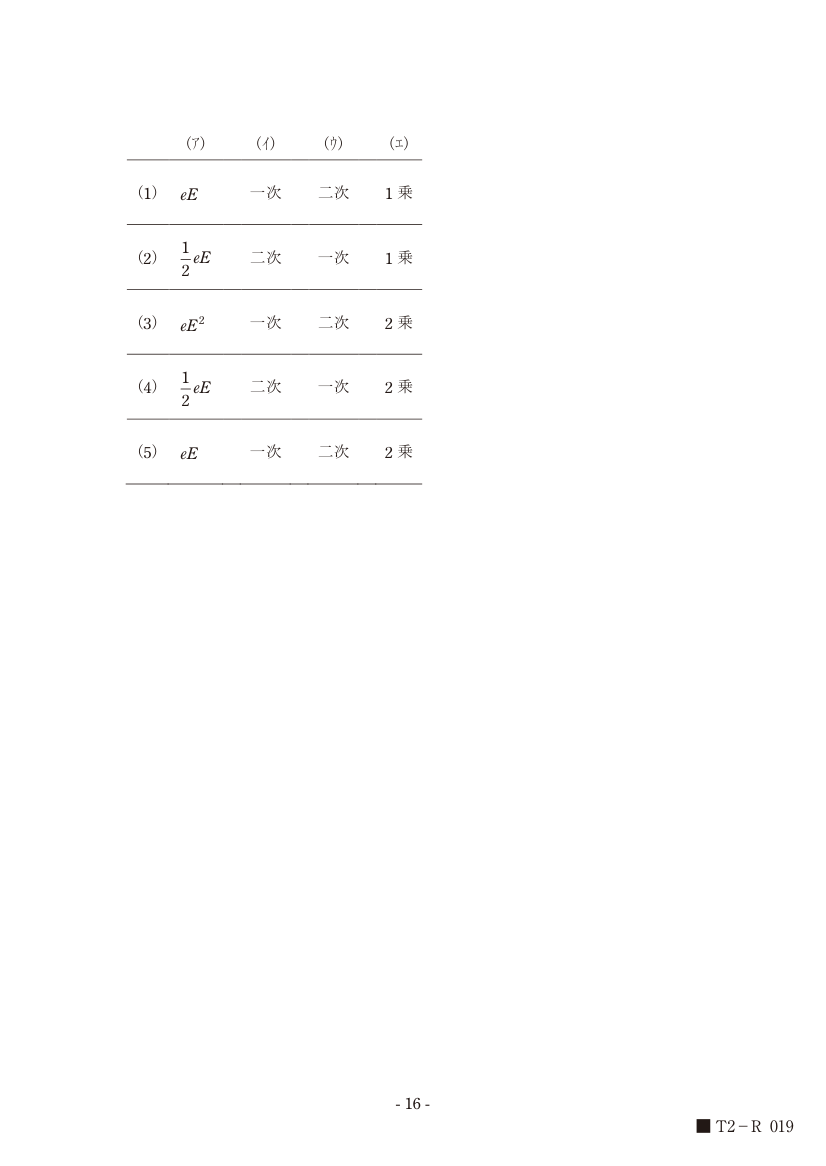 (ア) (イ) (ウ) (エ)
(1) eE 一次 二次 1 乗
(2) 1/2 eE 二次 一次 1 乗
(3) eE² 一次 二次 2 乗
(4) 1/2 eE 二次 一次 2 乗
(5) eE 一次 二次 2 乗
- 16 -
■ T2－R 019